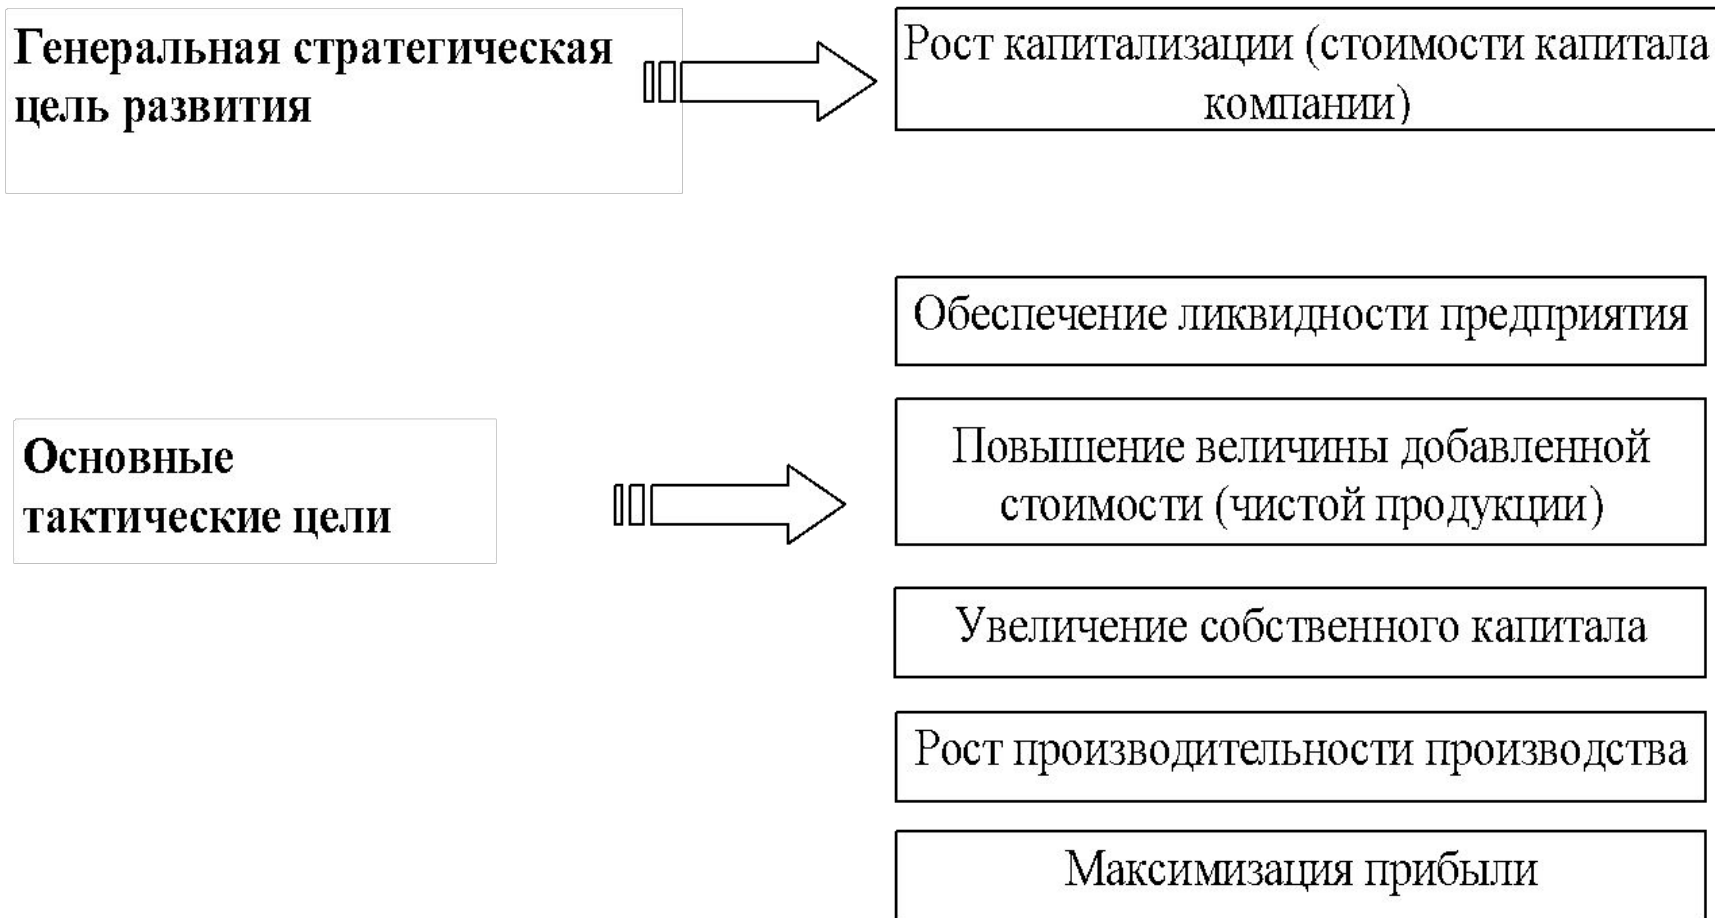 Генеральная стратегическая
цель развития
Рост капитализации (стоимости капитала
компании)
Обеспечение ликвидности предприятия
Основные
тактические цели
Повышение величины добавленной
стоимости (чистой продукции)
Увеличение собственного капитала
Рост производительности производства
Максимизация прибыли